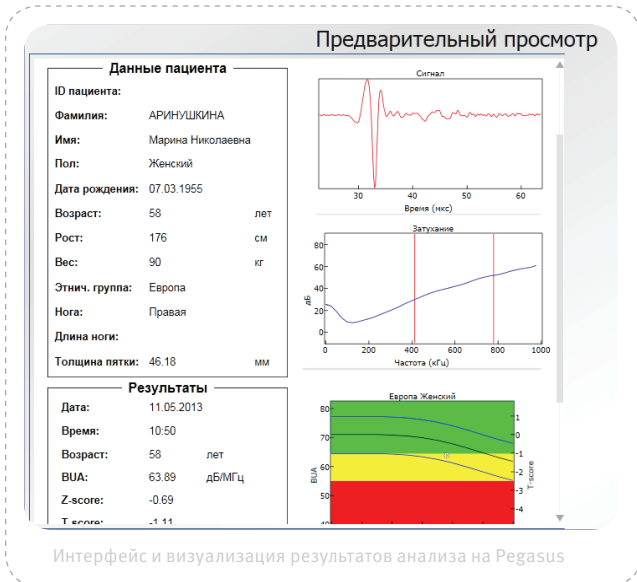 Предварительный просмотр
Данные пациента
ID пациента:
Фамилия: АРИНУШКИНА
Имя: Марина Николаевна
Пол: Женский
Дата рождения: 07.03.1955
Возраст: 58 лет
Рост: 176 см
Вес: 90 кг
Этнич. группа: Европа
Нога: Правая
Длина ноги:
Толщина пятки: 46.18 мм
Результаты
Дата: 11.05.2013
Время: 10:50
Возраст: 58 лет
BUA: 63.89 дБ/МГц
Z-score: -0.69
T score: -1.11
Сигнал
30 40 50 60
Время (мкс)
Затухание
80
60
40
20
0
дБ
0 200 400 600 800 1000
Частота (кГц)
Европа Женский
80
70
60
50
40
BUA
1
0
-1
-2
-3
-4
T-score
Интерфейс и визуализация результатов анализа на Pegasus